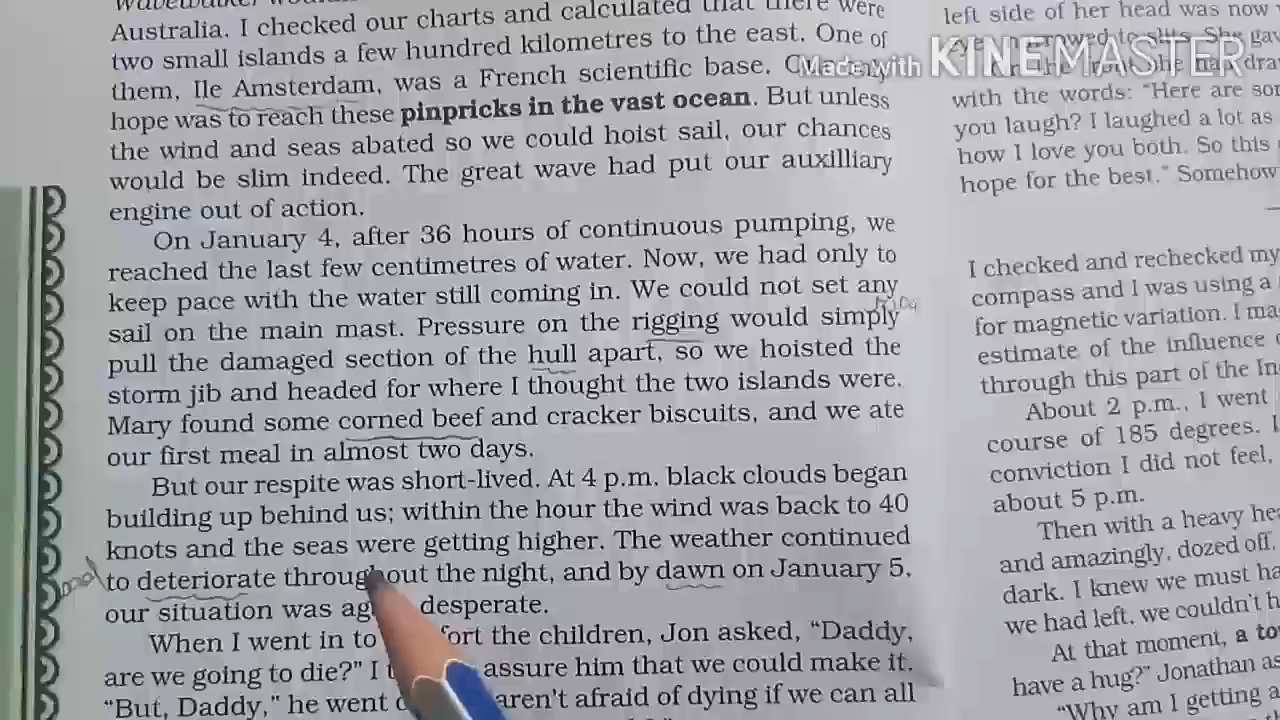 Australia. I checked our charts and calculated that there were
two small islands a few hundred kilometres to the east. One of
them, Ile Amsterdam, was a French scientific base. Our only
hope was to reach these pinpricks in the vast ocean. But unless
the wind and seas abated so we could hoist sail, our chances
would be slim indeed. The great wave had put our auxilliary
engine out of action.
On January 4, after 36 hours of continuous pumping, we
reached the last few centimetres of water. Now, we had only to
keep pace with the water still coming in. We could not set any
sail on the main mast. Pressure on the rigging would simply
pull the damaged section of the hull apart, so we hoisted the
storm jib and headed for where I thought the two islands were.
Mary found some corned beef and cracker biscuits, and we ate
our first meal in almost two days.
But our respite was short-lived. At 4 p.m. black clouds began
building up behind us; within the hour the wind was back to 40
knots and the seas were getting higher. The weather continued
to deteriorate throughout the night, and by dawn on January 5,
our situation was desperate.
When I went in to the children, Jon asked, “Daddy,
are we going to die?” I assure him that we could make it.
“But, Daddy,” he went aren't afraid of dying if we can all
left side of her head was now
with the words: “Here are
you laugh? I laughed a lot as
how I love you both. So this
hope for the best.” Somehow
I checked and rechecked my
compass and I was using a
for magnetic variation. I
estimate of the influence
through this part of the
About 2 p.m., I went
course of 185 degrees.
conviction I did not feel,
about 5 p.m.
Then with a heavy
and amazingly, dozed off,
dark. I knew we must
we had left, we couldn't
At that moment, a
have a hug?” Jonathan
“Why am I getting a
Made with KINEMASTER